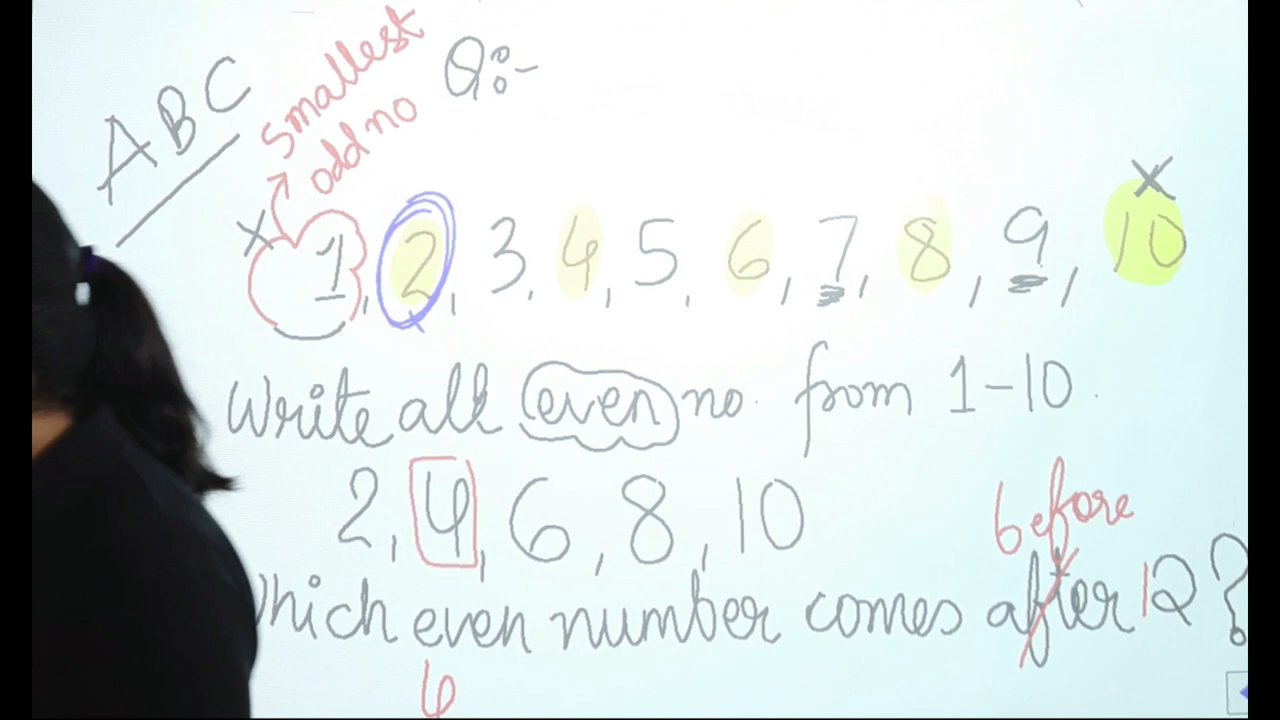 ABC
smallest
odd no
Q:-
1, 2, 3, 4, 5, 6, 7, 8, 9, 10
Write all even no. from 1-10.
2, 4, 6, 8, 10
before
Which even number comes after 12?
6